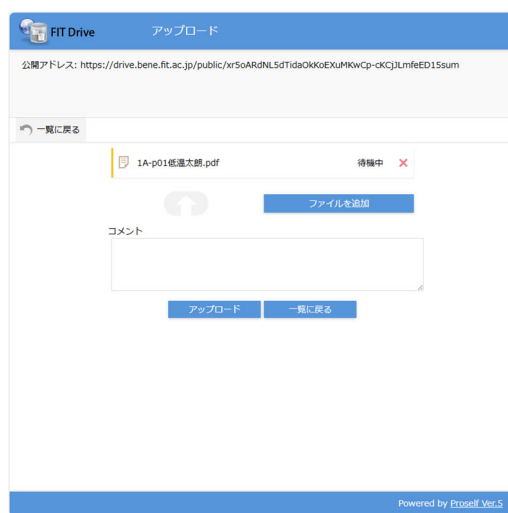 FIT Drive アップロード
公開アドレス: https://drive.bene.fit.ac.jp/public/xr5oARdNL5dTidaOkKoEXuMKwCp-cKCjJLmfeED15sum
一覧に戻る
1A-p01低温太朗.pdf 待機中
ファイルを追加
コメント
アップロード 一覧に戻る
Powered by Proself Ver.5